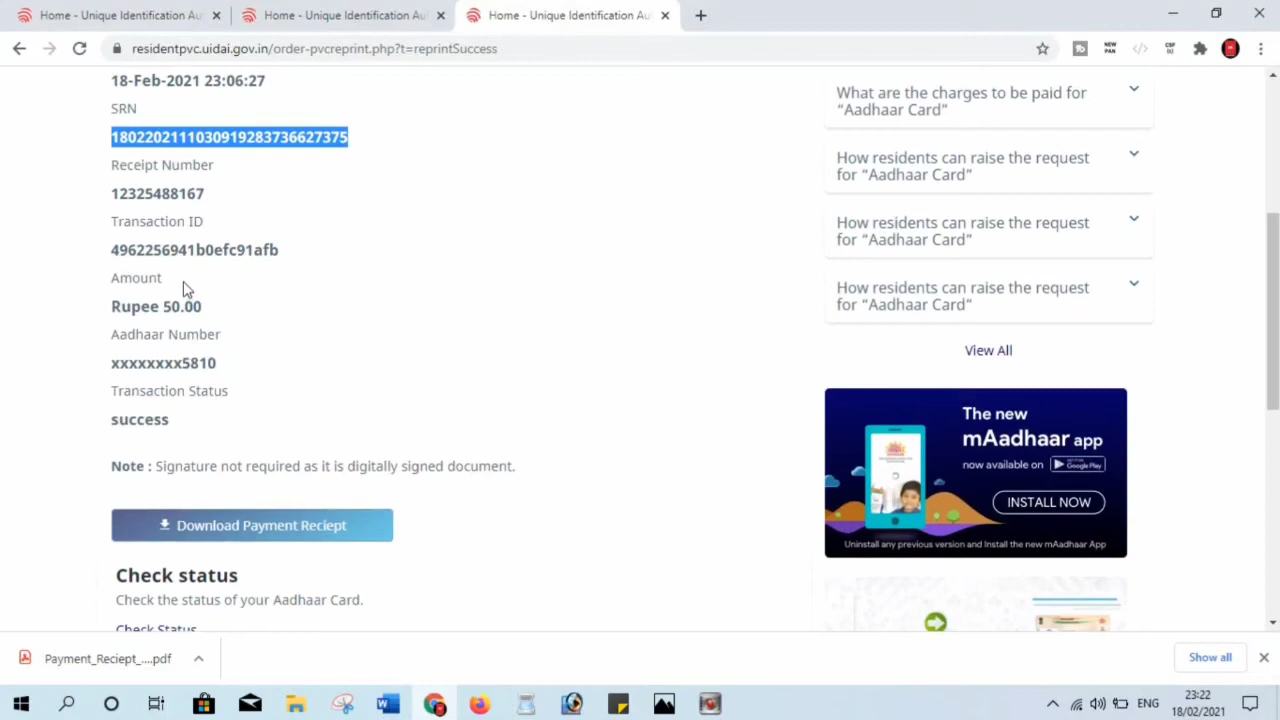 Home - Unique Identification Au
Home - Unique Identification Au
Home - Unique Identification Au
residentpvc.uidai.gov.in/order-pvcreprint.php?t=reprintSuccess
NEW
PAN
18-Feb-2021 23:06:27
SRN
1802202111030919283736627375
Receipt Number
12325488167
Transaction ID
4962256941b0efc91afb
Amount
Rupee 50.00
Aadhaar Number
xxxxxxxx5810
Transaction Status
success
Note : Signature not required as it is digitally signed document.
Download Payment Reciept
Check status
Check the status of your Aadhaar Card.
Check Status
What are the charges to be paid for
“Aadhaar Card”
How residents can raise the request
for “Aadhaar Card”
How residents can raise the request
for “Aadhaar Card”
How residents can raise the request
for “Aadhaar Card”
View All
The new
mAadhaar app
now available on Google Play
INSTALL NOW
Uninstall any previous version and Install the new mAadhaar App
Payment_Reciept_....pdf
Show all
ENG
23:22
18/02/2021